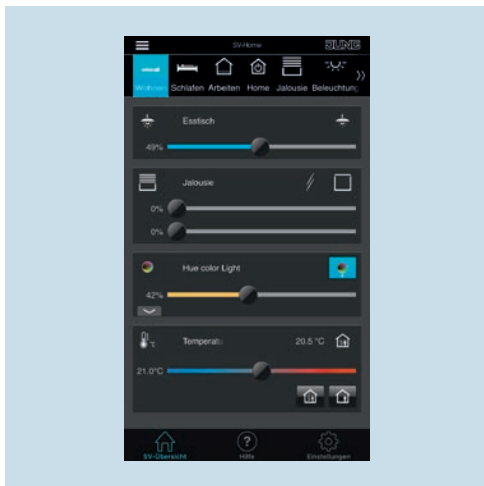 SV-Home JUNG
Wohnen Schlafen Arbeiten Home Jalousie Beleuchtung
Esstisch
49%
Jalousie
0%
0%
Hue color Light
42%
°C Temperatu 20.5 °C
21.0°C
SV-Übersicht Hilfe Einstellungen